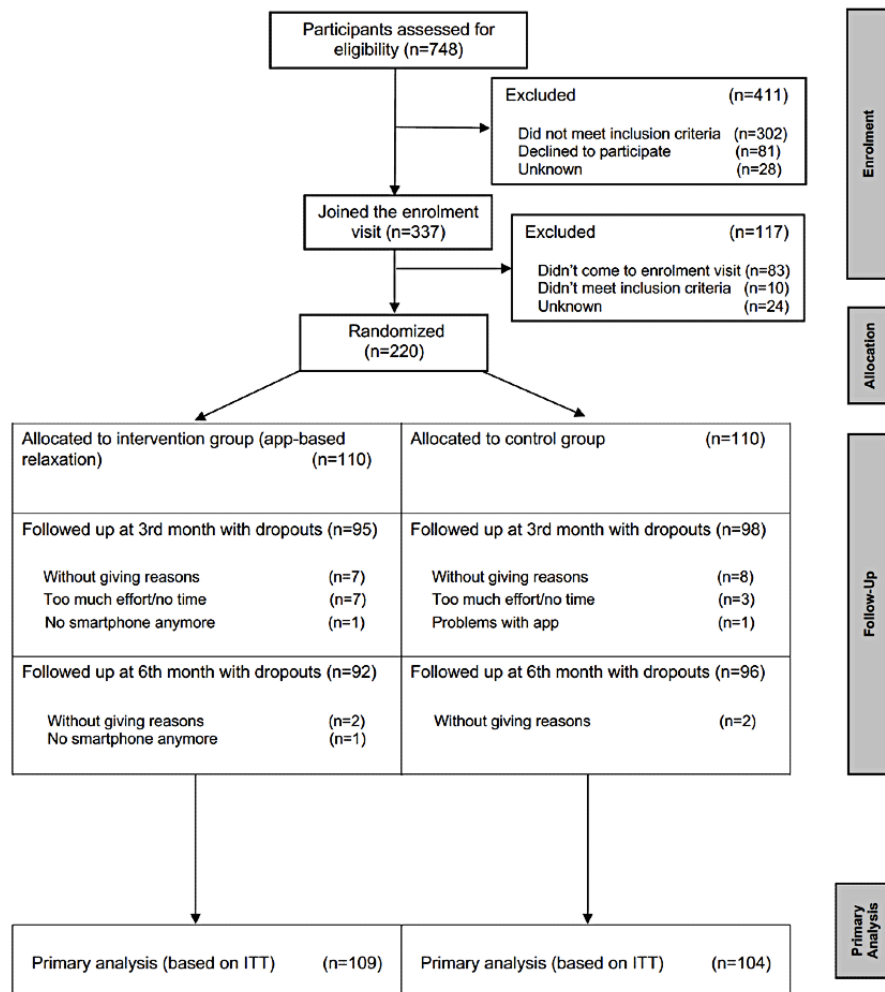 Participants assessed for
eligibility (n=748)
Excluded (n=411)
Did not meet inclusion criteria (n=302)
Declined to participate (n=81)
Unknown (n=28)
Enrolment
Joined the enrolment
visit (n=337)
Excluded (n=117)
Didn't come to enrolment visit (n=83)
Didn't meet inclusion criteria (n=10)
Unknown (n=24)
Randomized
(n=220)
Allocation
Allocated to intervention group (app-based
relaxation) (n=110)
Allocated to control group (n=110)
Followed up at 3rd month with dropouts (n=95)
Without giving reasons (n=7)
Too much effort/no time (n=7)
No smartphone anymore (n=1)
Followed up at 3rd month with dropouts (n=98)
Without giving reasons (n=8)
Too much effort/no time (n=3)
Problems with app (n=1)
Follow-Up
Followed up at 6th month with dropouts (n=92)
Without giving reasons (n=2)
No smartphone anymore (n=1)
Followed up at 6th month with dropouts (n=96)
Without giving reasons (n=2)
Primary analysis (based on ITT) (n=109)
Primary analysis (based on ITT) (n=104)
Primary
Analysis